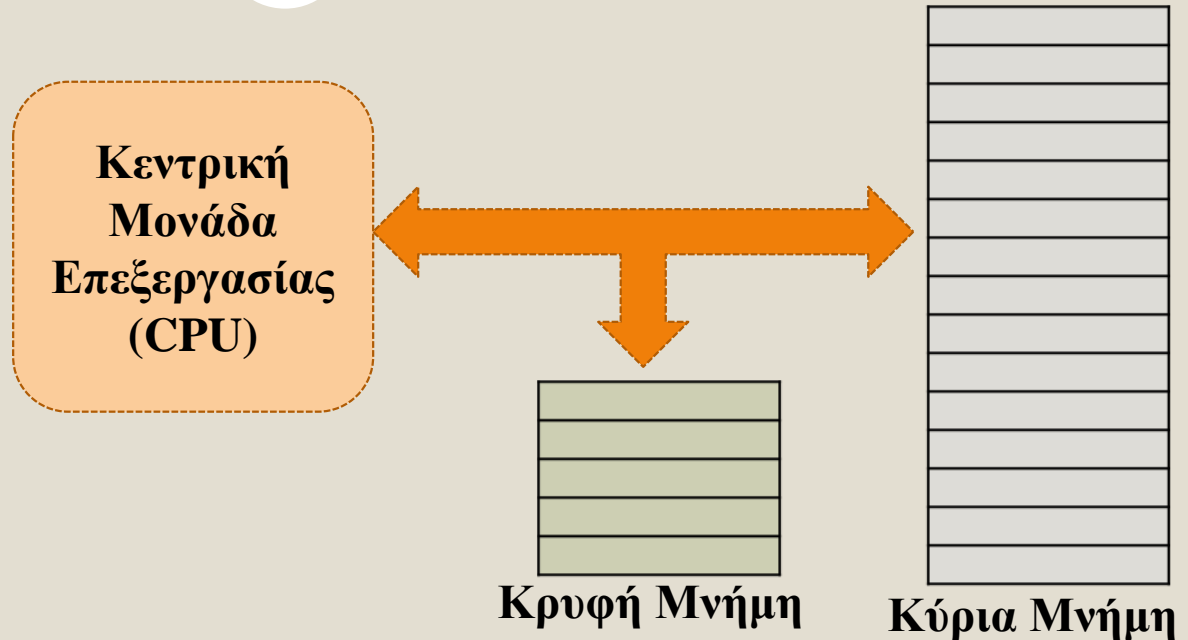 Κεντρική
Μονάδα
Επεξεργασίας
(CPU)
Κρυφή Μνήμη
Κύρια Μνήμη